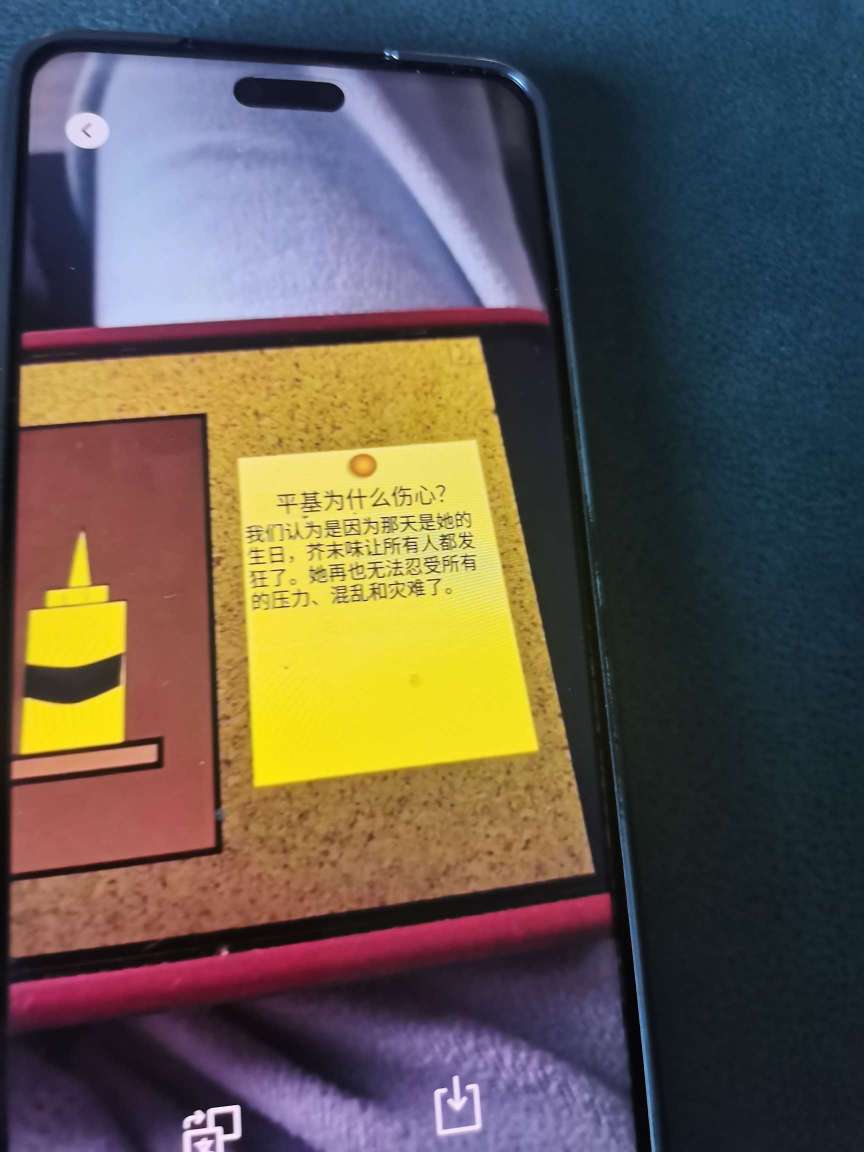 平基为什么伤心？
我们认为是因为那天是她的
生日，芥末味让所有人都发
狂了。她再也无法忍受所有
的压力、混乱和灾难了。